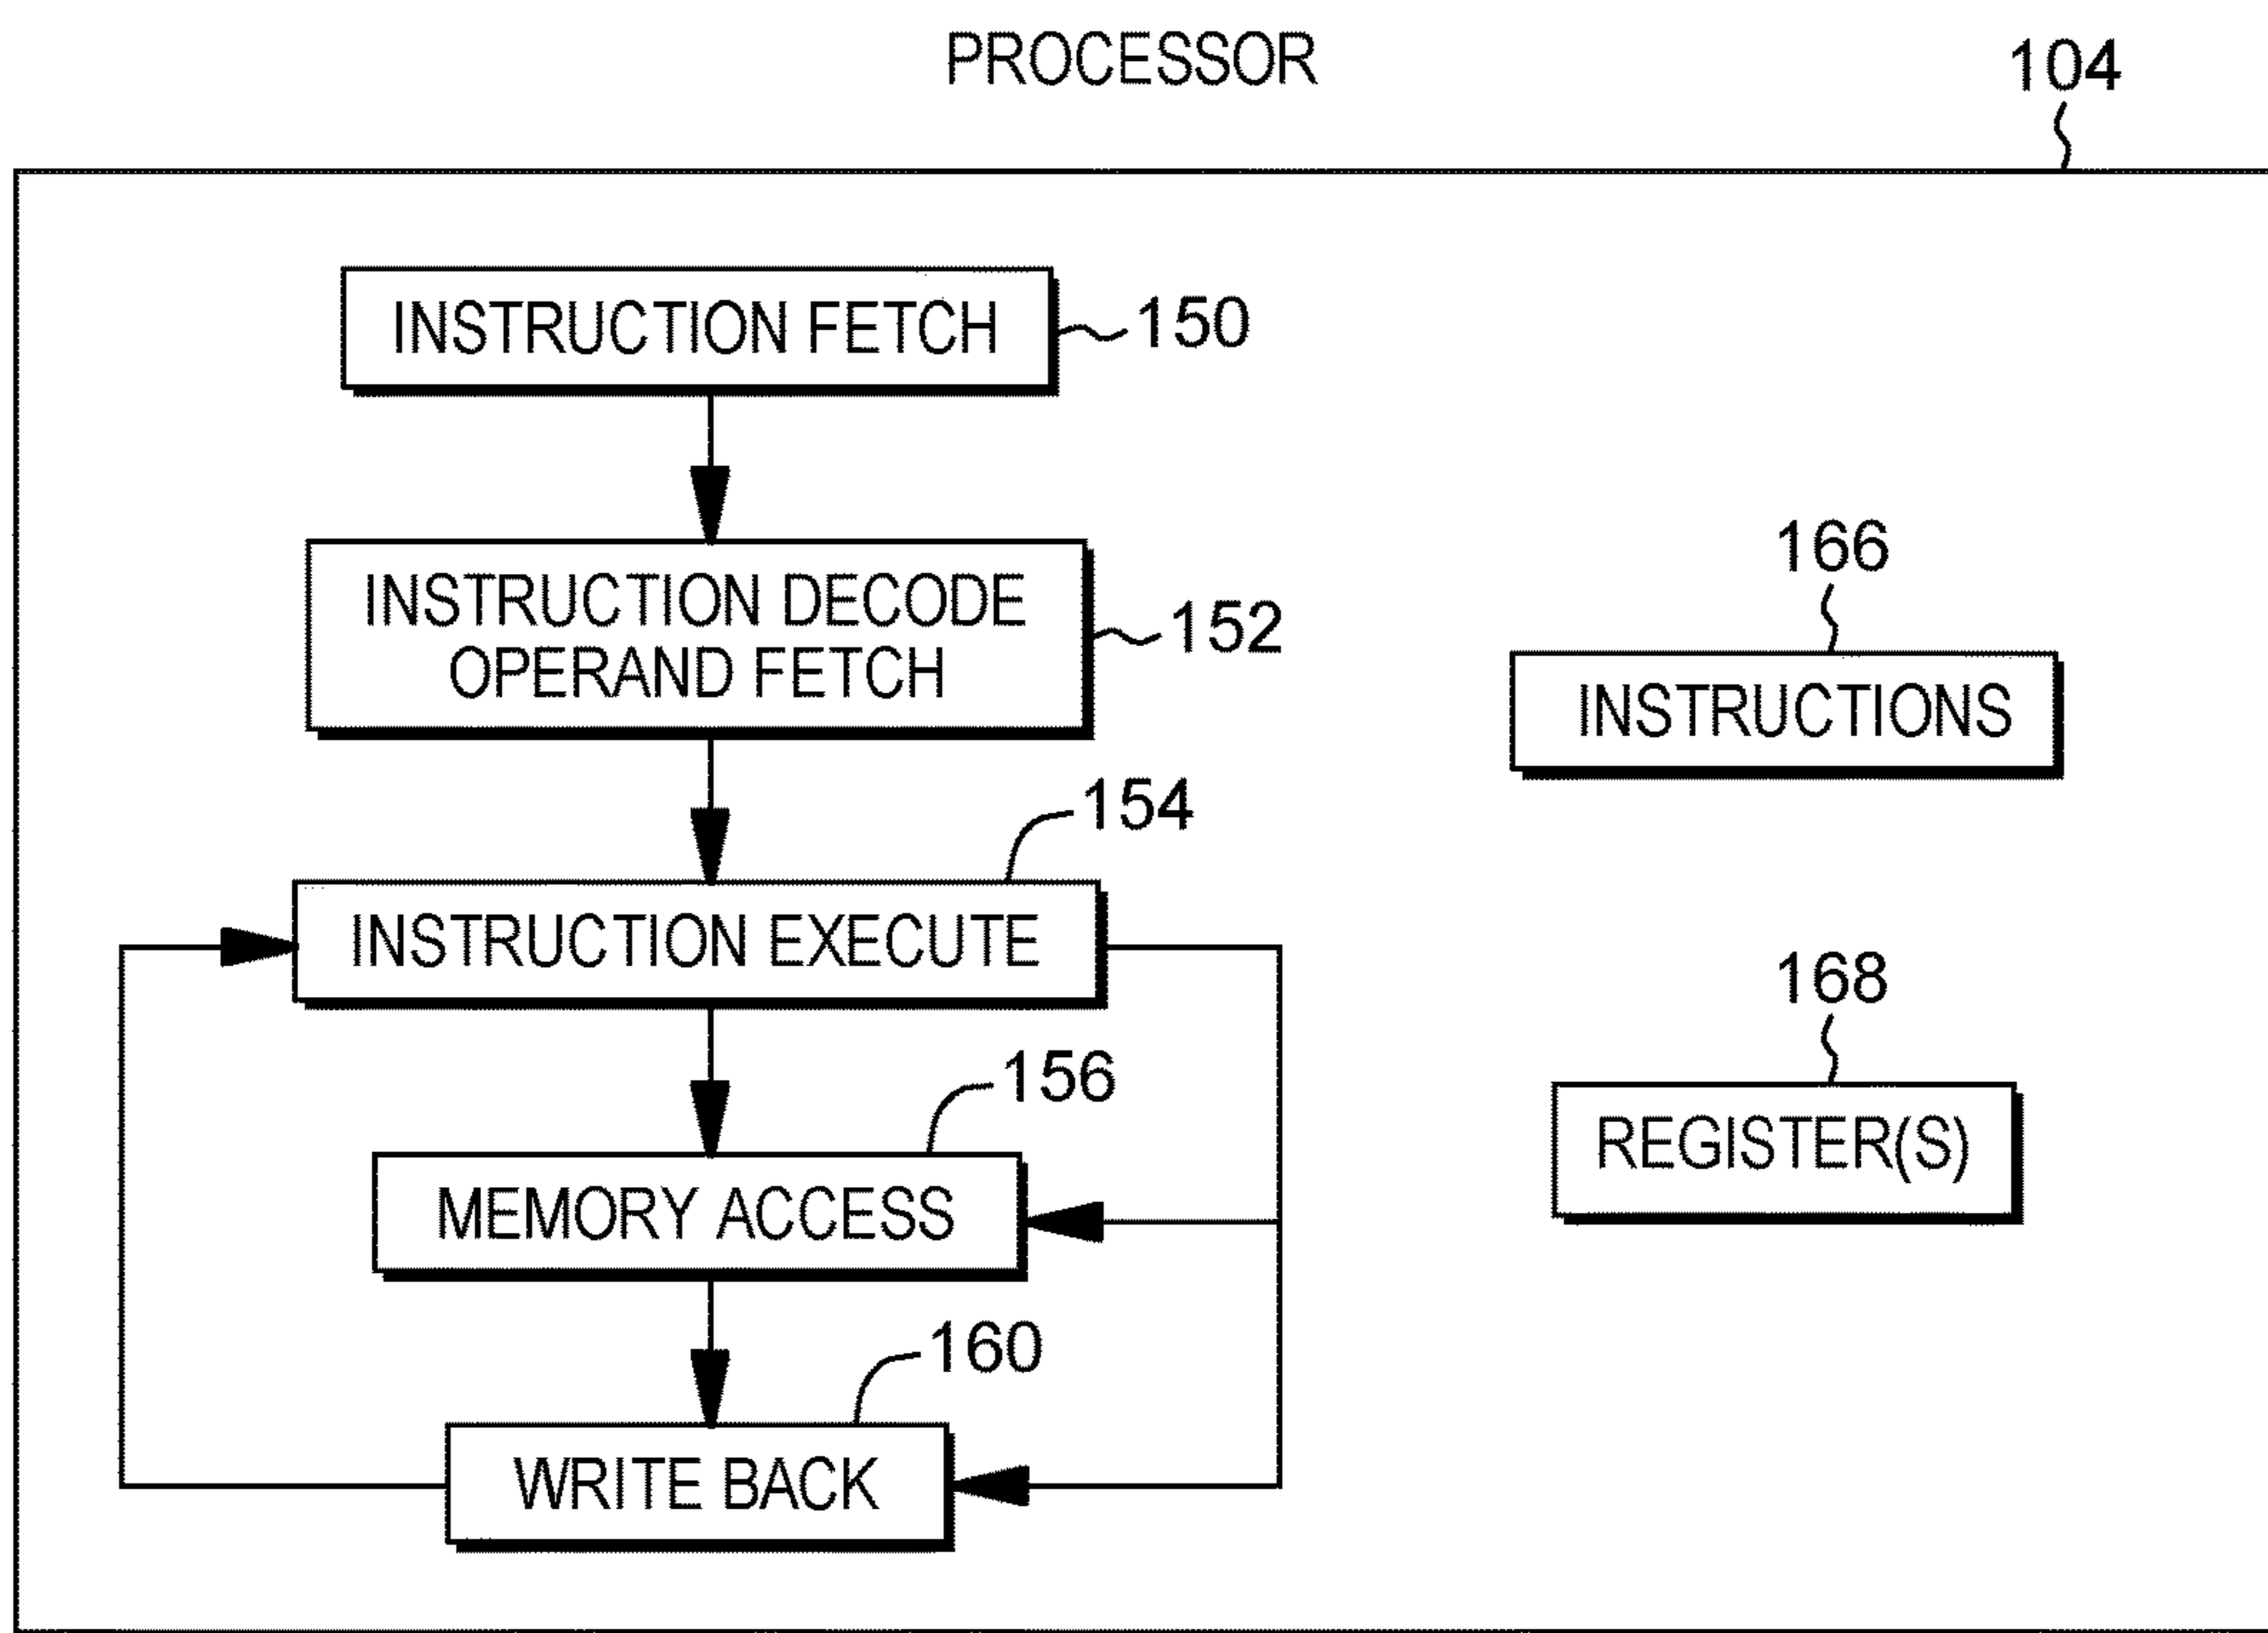 PROCESSOR
104
INSTRUCTION FETCH
150
INSTRUCTION DECODE
OPERAND FETCH
152
154
INSTRUCTION EXECUTE
156
MEMORY ACCESS
160
WRITE BACK
166
INSTRUCTIONS
168
REGISTER(S)